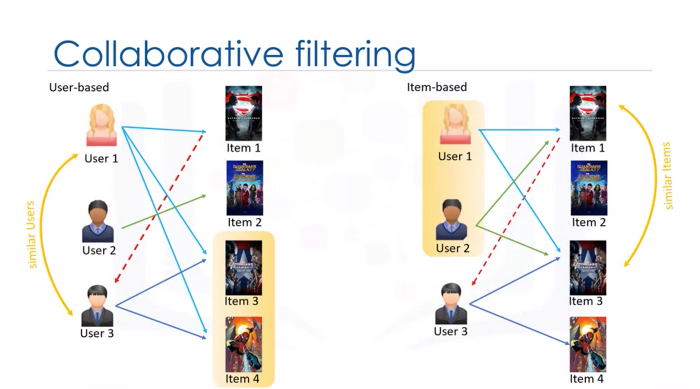 Collaborative filtering
User-based
User 1
User 2
User 3
similar Users
Item 1
Item 2
Item 3
Item 4
Item-based
User 1
User 2
User 3
Item 1
Item 2
Item 3
Item 4
similar Items